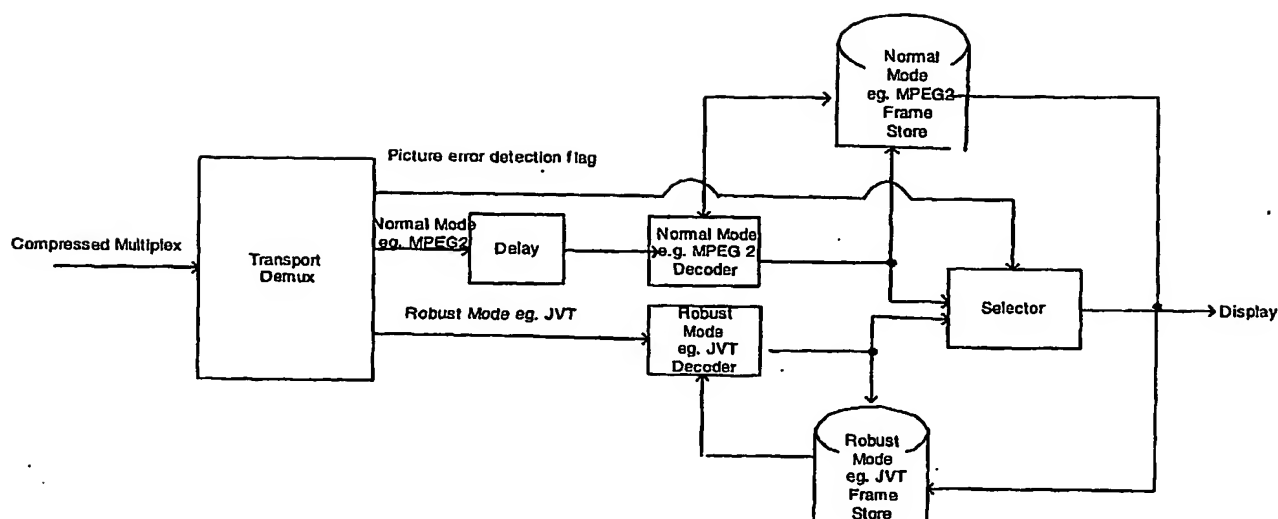 Normal
Mode
eg. MPEG2
Frame
Store
Picture error detection flag
Compressed Multiplex
Transport
Demux
Normal Mode
eg. MPEG2
Delay
Normal Mode
e.g. MPEG 2
Decoder
Robust Mode eg. JVT
Robust
Mode
eg. JVT
Decoder
Selector
Display
Robust
Mode
eg. JVT
Frame
Store